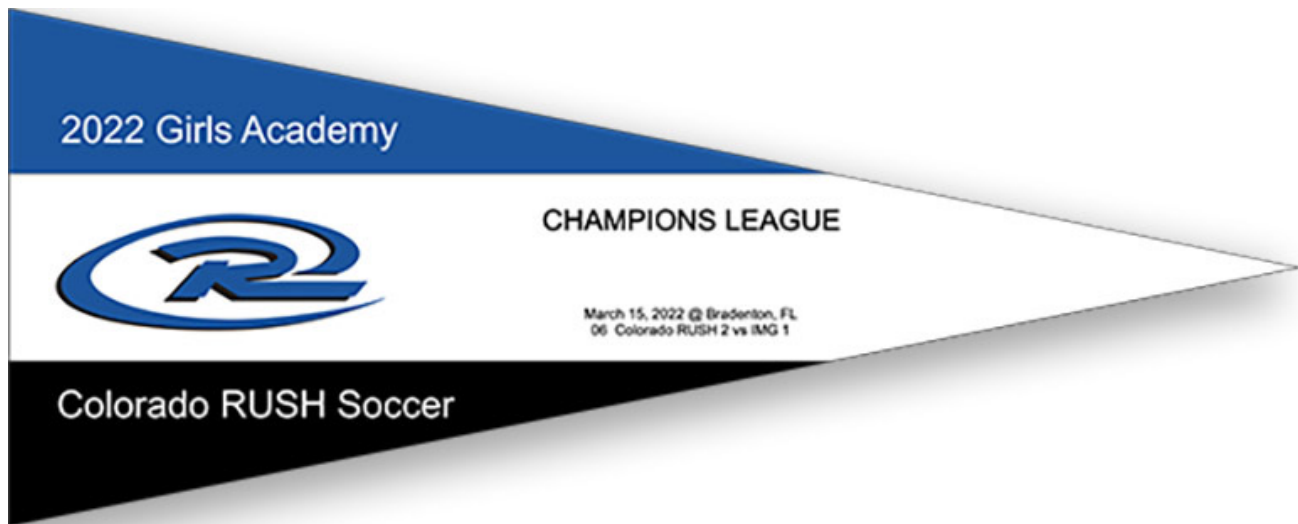 2022 Girls Academy
CHAMPIONS LEAGUE
March 15, 2022 @ Bradenton, FL
06 Colorado RUSH 2 vs IMG 1
Colorado RUSH Soccer